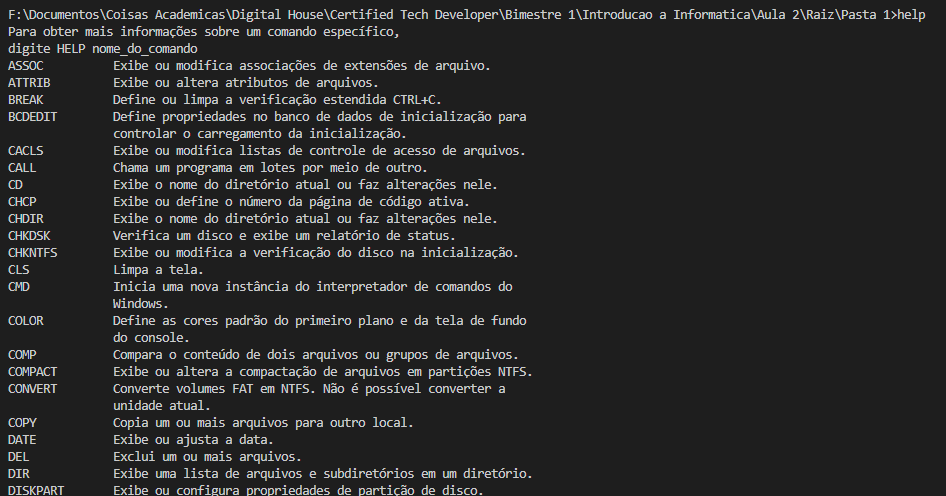 F:\Documentos\Coisas Academicas\Digital House\Certified Tech Developer\Bimestre 1\Introducao a Informatica\Aula 2\Raiz\Pasta 1>help
Para obter mais informações sobre um comando específico,
digite HELP nome_do_comando
ASSOC          Exibe ou modifica associações de extensões de arquivo.
ATTRIB         Exibe ou altera atributos de arquivos.
BREAK          Define ou limpa a verificação estendida CTRL+C.
BCDEDIT        Define propriedades no banco de dados de inicialização para
               controlar o carregamento da inicialização.
CACLS          Exibe ou modifica listas de controle de acesso de arquivos.
CALL           Chama um programa em lotes por meio de outro.
CD             Exibe o nome do diretório atual ou faz alterações nele.
CHCP           Exibe ou define o número da página de código ativa.
CHDIR          Exibe o nome do diretório atual ou faz alterações nele.
CHKDSK         Verifica um disco e exibe um relatório de status.
CHKNTFS        Exibe ou modifica a verificação do disco na inicialização.
CLS            Limpa a tela.
CMD            Inicia uma nova instância do interpretador de comandos do
               Windows.
COLOR          Define as cores padrão do primeiro plano e da tela de fundo
               do console.
COMP           Compara o conteúdo de dois arquivos ou grupos de arquivos.
COMPACT        Exibe ou altera a compactação de arquivos em partições NTFS.
CONVERT        Converte volumes FAT em NTFS. Não é possível converter a
               unidade atual.
COPY           Copia um ou mais arquivos para outro local.
DATE           Exibe ou ajusta a data.
DEL            Exclui um ou mais arquivos.
DIR            Exibe uma lista de arquivos e subdiretórios em um diretório.
DISKPART       Exibe ou configura propriedades de partição de disco.